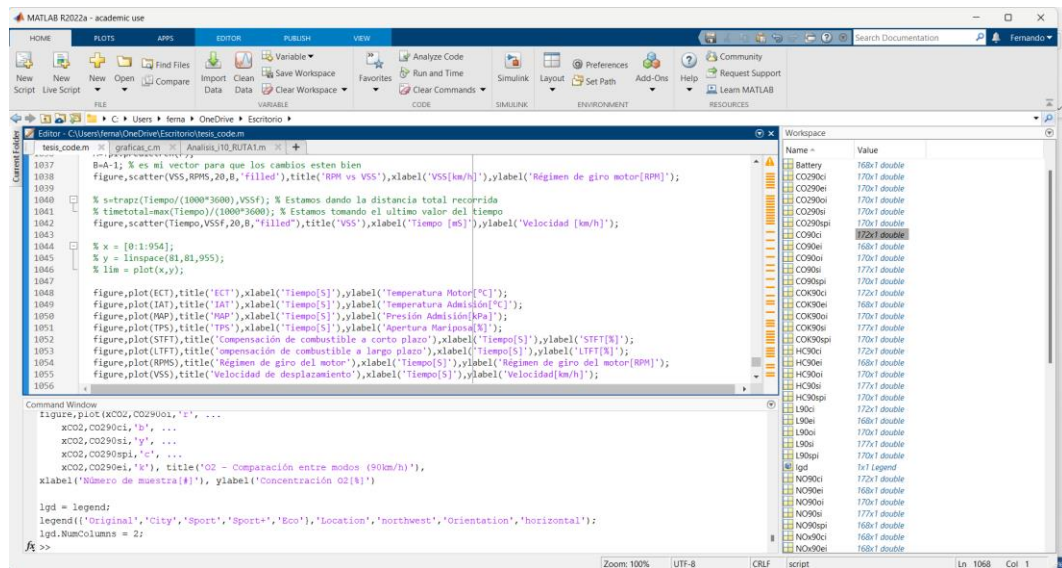 MATLAB R2022a - academic use
HOME PLOTS APPS EDITOR PUBLISH VIEW Search Documentation Fernando
New Script New Live Script New Open Find Files Compare Import Data Clean Data Variable Save Workspace Clear Workspace Favorites Analyze Code Run and Time Clear Commands Simulink Layout Preferences Set Path Add-Ons Help Community Request Support Learn MATLAB
FILE VARIABLE CODE SIMULINK ENVIRONMENT RESOURCES
C: Users ferna OneDrive Escritorio
Current Folder
Editor - C:\Users\ferna\OneDrive\Escritorio\tesis_code.m
tesis_code.m graficas_c.m Analisis_i10_RUTA1.m
1037 B=A-1; % es mi vector para que los cambios esten bien
1038 figure,scatter(VSS,RPMS,20,B,'filled'),title('RPM vs VSS'),xlabel('VSS[km/h]'),ylabel('Régimen de giro motor[RPM]');
1039
1040 % s=trapz(Tiempo/(1000*3600),VSSf); % Estamos dando la distancia total recorrida
1041 % timetotal=max(Tiempo)/(1000*3600); % Estamos tomando el ultimo valor del tiempo
1042 figure,scatter(Tiempo,VSSf,20,B,"filled"),title('VSS'),xlabel('Tiempo [mS]'),ylabel('Velocidad [km/h]');
1043
1044 % x = [0:1:954];
1045 % y = linspace(81,81,955);
1046 % lim = plot(x,y);
1047
1048 figure,plot(ECT),title('ECT'),xlabel('Tiempo[S]'),ylabel('Temperatura Motor[ºC]');
1049 figure,plot(IAT),title('IAT'),xlabel('Tiempo[S]'),ylabel('Temperatura Admisión[ºC]');
1050 figure,plot(MAP),title('MAP'),xlabel('Tiempo[S]'),ylabel('Presión Admisión[kPa]');
1051 figure,plot(TPS),title('TPS'),xlabel('Tiempo[S]'),ylabel('Apertura Mariposa[%]');
1052 figure,plot(STFT),title('Compensación de combustible a corto plazo'),xlabel('Tiempo[S]'),ylabel('STFT[%]');
1053 figure,plot(LTFT),title('ompensación de combustible a largo plazo'),xlabel('Tiempo[S]'),ylabel('LTFT[%]');
1054 figure,plot(RPMS),title('Régimen de giro del motor'),xlabel('Tiempo[S]'),ylabel('Régimen de giro del motor[RPM]');
1055 figure,plot(VSS),title('Velocidad de desplazamiento'),xlabel('Tiempo[S]'),ylabel('Velocidad[km/h]');
1056
Command Window
figure,plot(xCO2,CO290oi,'r', ...
xCO2,CO290ci,'b', ...
xCO2,CO290si,'y', ...
xCO2,CO290spi,'c', ...
xCO2,CO290ei,'k'), title('O2 - Comparación entre modos (90km/h)'),
xlabel('Número de muestra[#]'), ylabel('Concentración O2[%]')
lgd = legend;
legend({'Original','City','Sport','Sport+','Eco'},'Location','northwest','Orientation','horizontal');
lgd.NumColumns = 2;
fx >>
Workspace
Name Value
Battery 168x1 double
CO290ci 170x1 double
CO290ei 170x1 double
CO290oi 170x1 double
CO290si 170x1 double
CO290spi 170x1 double
CO90ci 172x1 double
CO90ei 168x1 double
CO90oi 170x1 double
CO90si 177x1 double
CO90spi 170x1 double
COK90ci 172x1 double
COK90ei 168x1 double
COK90oi 170x1 double
COK90si 177x1 double
COK90spi 170x1 double
HC90ci 172x1 double
HC90ei 168x1 double
HC90oi 170x1 double
HC90si 177x1 double
HC90spi 170x1 double
L90ci 172x1 double
L90ei 168x1 double
L90oi 170x1 double
L90si 177x1 double
L90spi 170x1 double
lgd 1x1 Legend
NO90ci 172x1 double
NO90ei 168x1 double
NO90oi 170x1 double
NO90si 177x1 double
NO90spi 168x1 double
NOx90ci 168x1 double
NOx90ei 168x1 double
Zoom: 100% UTF-8 CRLF script Ln 1068 Col 1